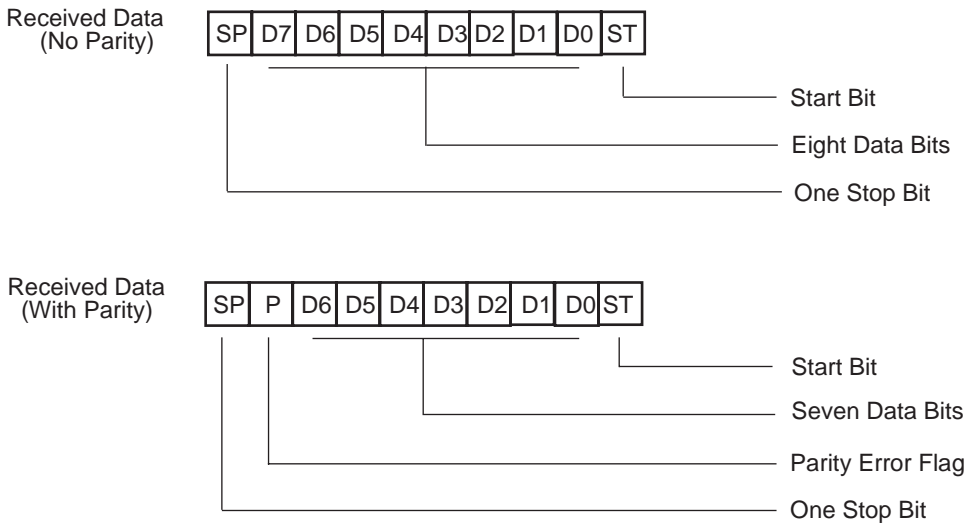 Received Data
(No Parity)
SP D7 D6 D5 D4 D3 D2 D1 D0 ST
Start Bit
Eight Data Bits
One Stop Bit
Received Data
(With Parity)
SP P D6 D5 D4 D3 D2 D1 D0 ST
Start Bit
Seven Data Bits
Parity Error Flag
One Stop Bit